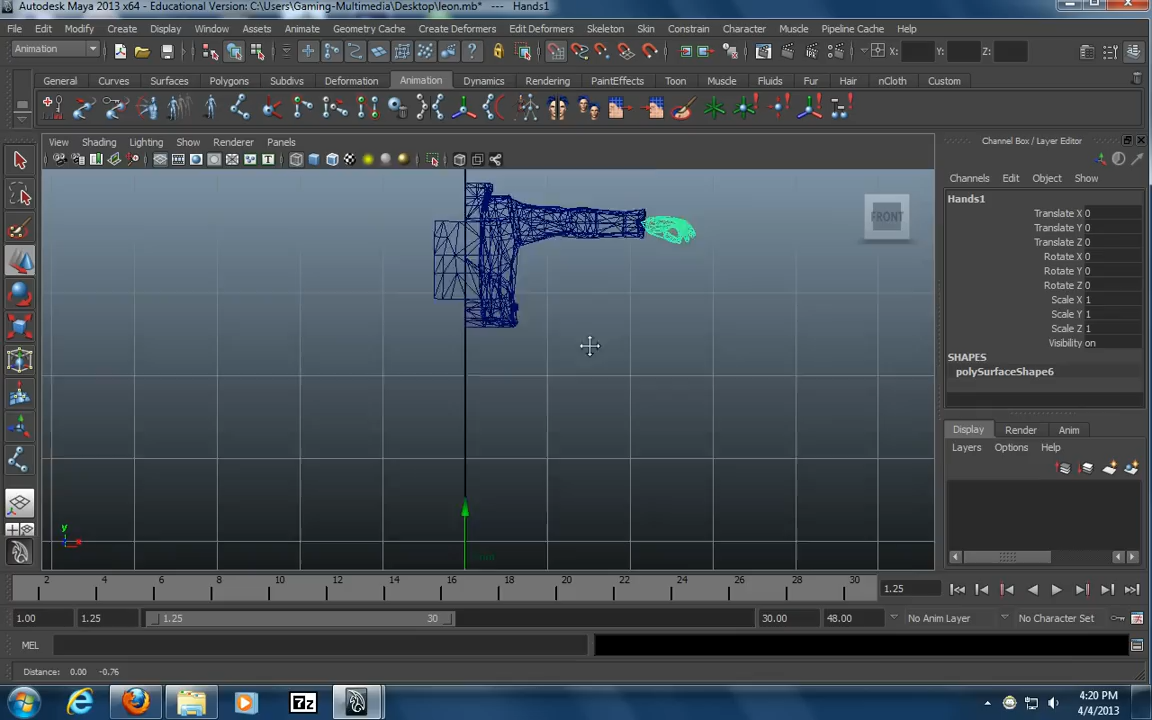 Autodesk Maya 2013 x64 - Educational Version: C:\Users\Gaming-Multimedia\Desktop\leon.mb* --- Hands1
File Edit Modify Create Display Window Assets Animate Geometry Cache Create Deformers Edit Deformers Skeleton Skin Constrain Character Muscle Pipeline Cache Help
Animation X: Y: Z:
General Curves Surfaces Polygons Subdivs Deformation Animation Dynamics Rendering PaintEffects Toon Muscle Fluids Fur Hair nCloth Custom
View Shading Lighting Show Renderer Panels
Channel Box / Layer Editor
Channels Edit Object Show
Hands1
Translate X 0
Translate Y 0
Translate Z 0
Rotate X 0
Rotate Y 0
Rotate Z 0
Scale X 1
Scale Y 1
Scale Z 1
Visibility on
SHAPES
polySurfaceShape6
FRONT
Display Render Anim
Layers Options Help
y
2 4 6 8 10 12 14 16 18 20 22 24 26 28 30 1.25
1.00 1.25 1.25 30 30.00 48.00 No Anim Layer No Character Set
MEL
Distance: 0.00 -0.76
4:20 PM
4/4/2013